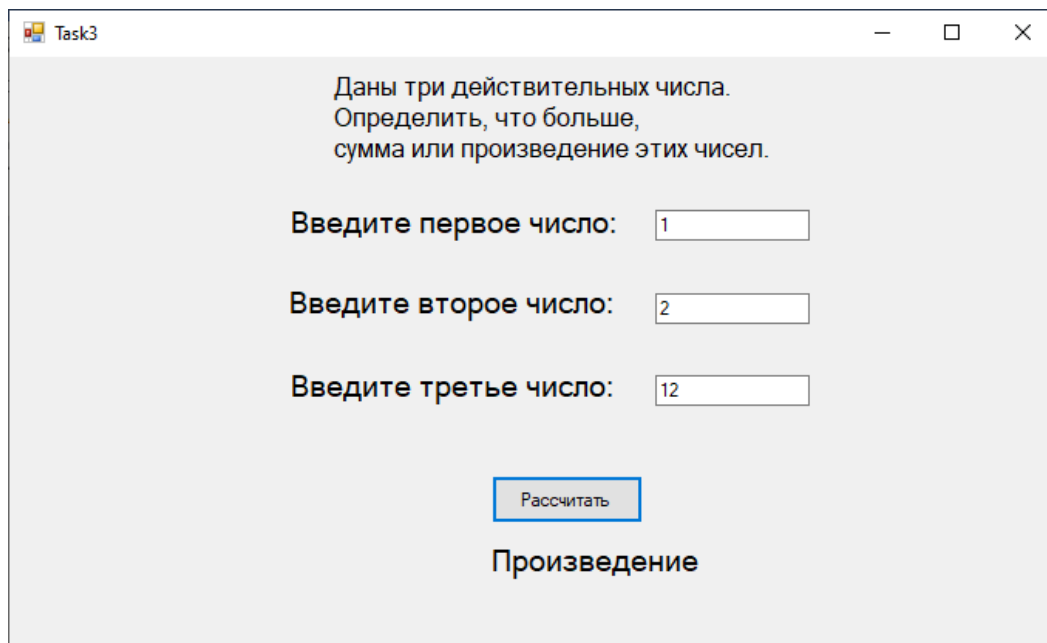 Task3
Даны три действительных числа.
Определить, что больше,
сумма или произведение этих чисел.
Введите первое число:
1
Введите второе число:
2
Введите третье число:
12
Рассчитать
Произведение